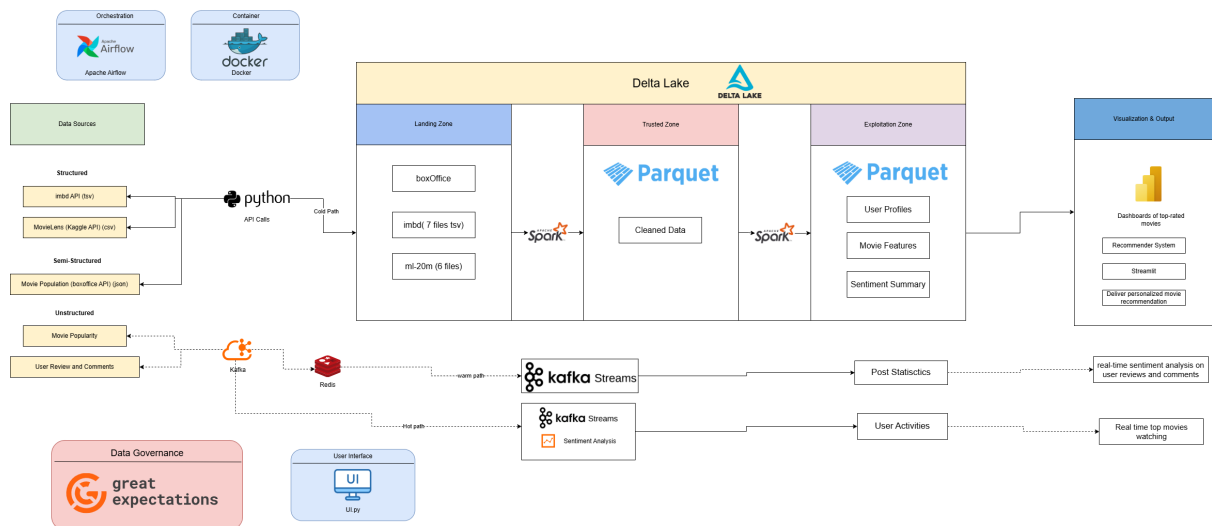 Orchestration
APACHE
Airflow
Apache Airflow
Container
docker
Docker
Delta Lake
DELTA LAKE
Data Sources
Landing Zone
Trusted Zone
Exploitation Zone
Visualization & Output
Structured
imbd API (tsv)
MovieLens (Kaggle API) (csv)
Semi-Structured
Movie Population (boxoffice API) (json)
Unstructured
Movie Popularity
User Review and Comments
python
API Calls
Cold Path
boxOffice
imbd( 7 files tsv)
ml-20m (6 files)
APACHE
Spark
Parquet
Cleaned Data
APACHE
Spark
Parquet
User Profiles
Movie Features
Sentiment Summary
Dashboards of top-rated
movies
Recommender System
Streamlit
Deliver personalized movie
recommendation
Kafka
Redis
warm path
kafka Streams
Post Statisctics
real-time sentiment analysis on
user reviews and comments
Hot path
kafka Streams
Sentiment Analysis
User Activities
Real time top movies
watching
Data Governance
great
expectations
User Interface
UI
UI.py